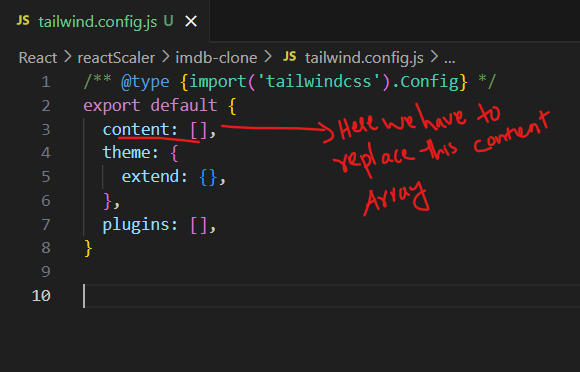 JS tailwind.config.js U ×
React > reactScaler > imdb-clone > JS tailwind.config.js > ...
1 /** @type {import('tailwindcss').Config} */
2 export default {
3 content: [],
4 theme: {
5 extend: {},
6 },
7 plugins: [],
8 }
9
10
Here we have to
replace this content
Array